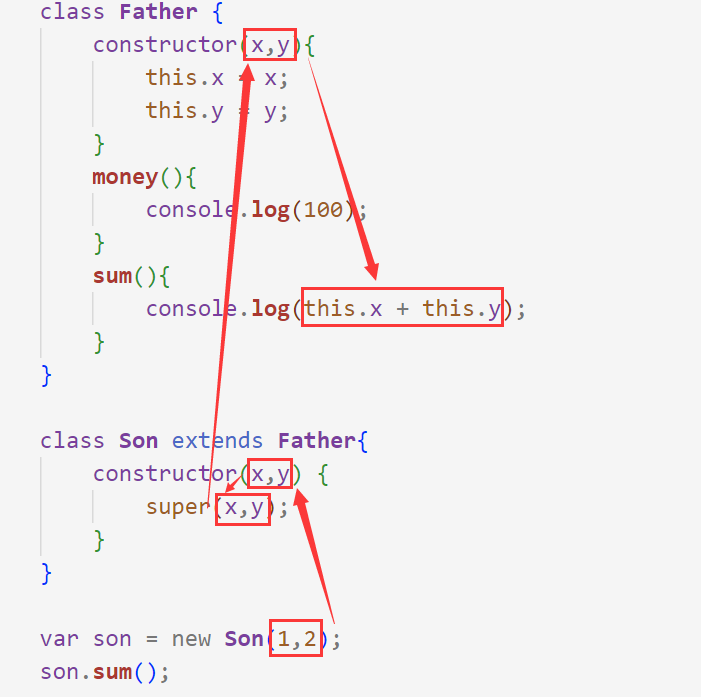 class Father {
constructor(x,y){
this.x = x;
this.y = y;
}
money(){
console.log(100);
}
sum(){
console.log(this.x + this.y);
}
}
class Son extends Father{
constructor(x,y) {
super(x,y);
}
}
var son = new Son(1,2);
son.sum();